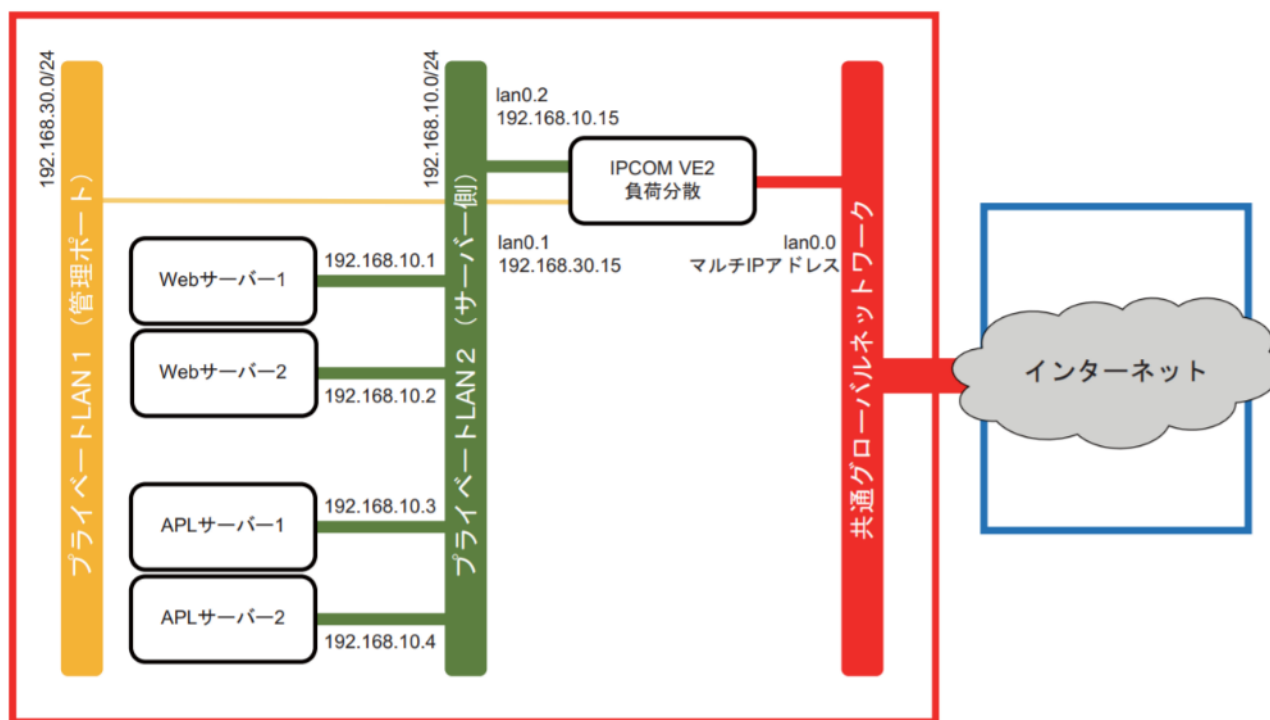 192.168.30.0/24
プライベートLAN 1 (管理ポート)
192.168.10.0/24
プライベートLAN 2 (サーバー側)
lan0.2
192.168.10.15
IPCOM VE2
負荷分散
lan0.1
192.168.30.15
lan0.0
マルチIPアドレス
Webサーバー1
192.168.10.1
Webサーバー2
192.168.10.2
APLサーバー1
192.168.10.3
APLサーバー2
192.168.10.4
共通グローバルネットワーク
インターネット